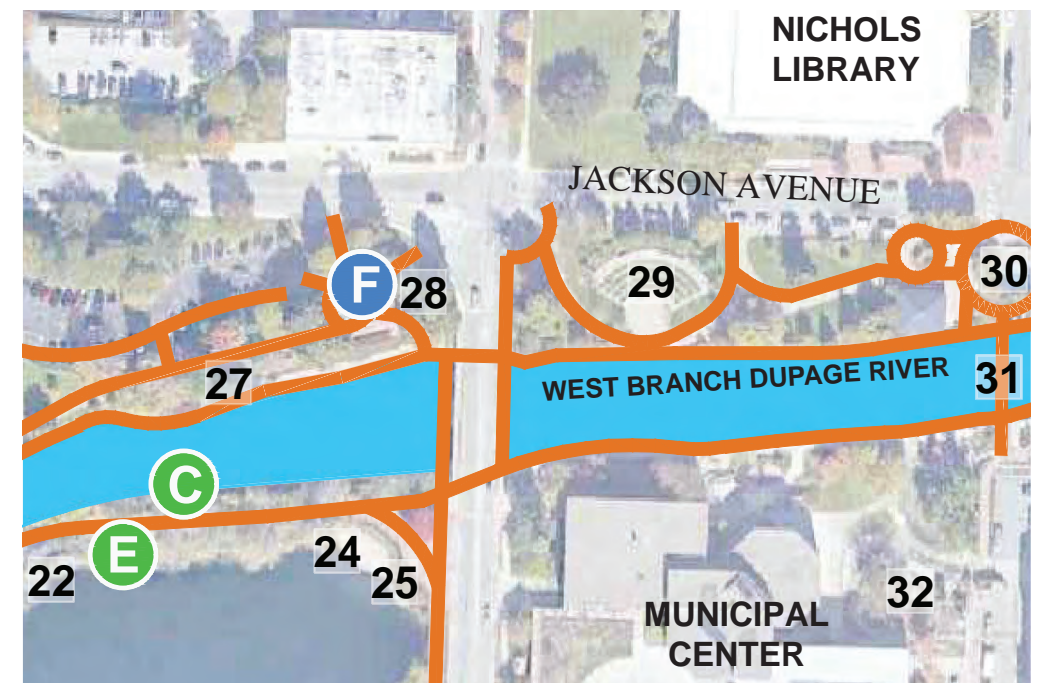 NICHOLS
LIBRARY
JACKSON AVENUE
F
28
29
30
27
WEST BRANCH DUPAGE RIVER
31
C
E
22
24
25
32
MUNICIPAL
CENTER